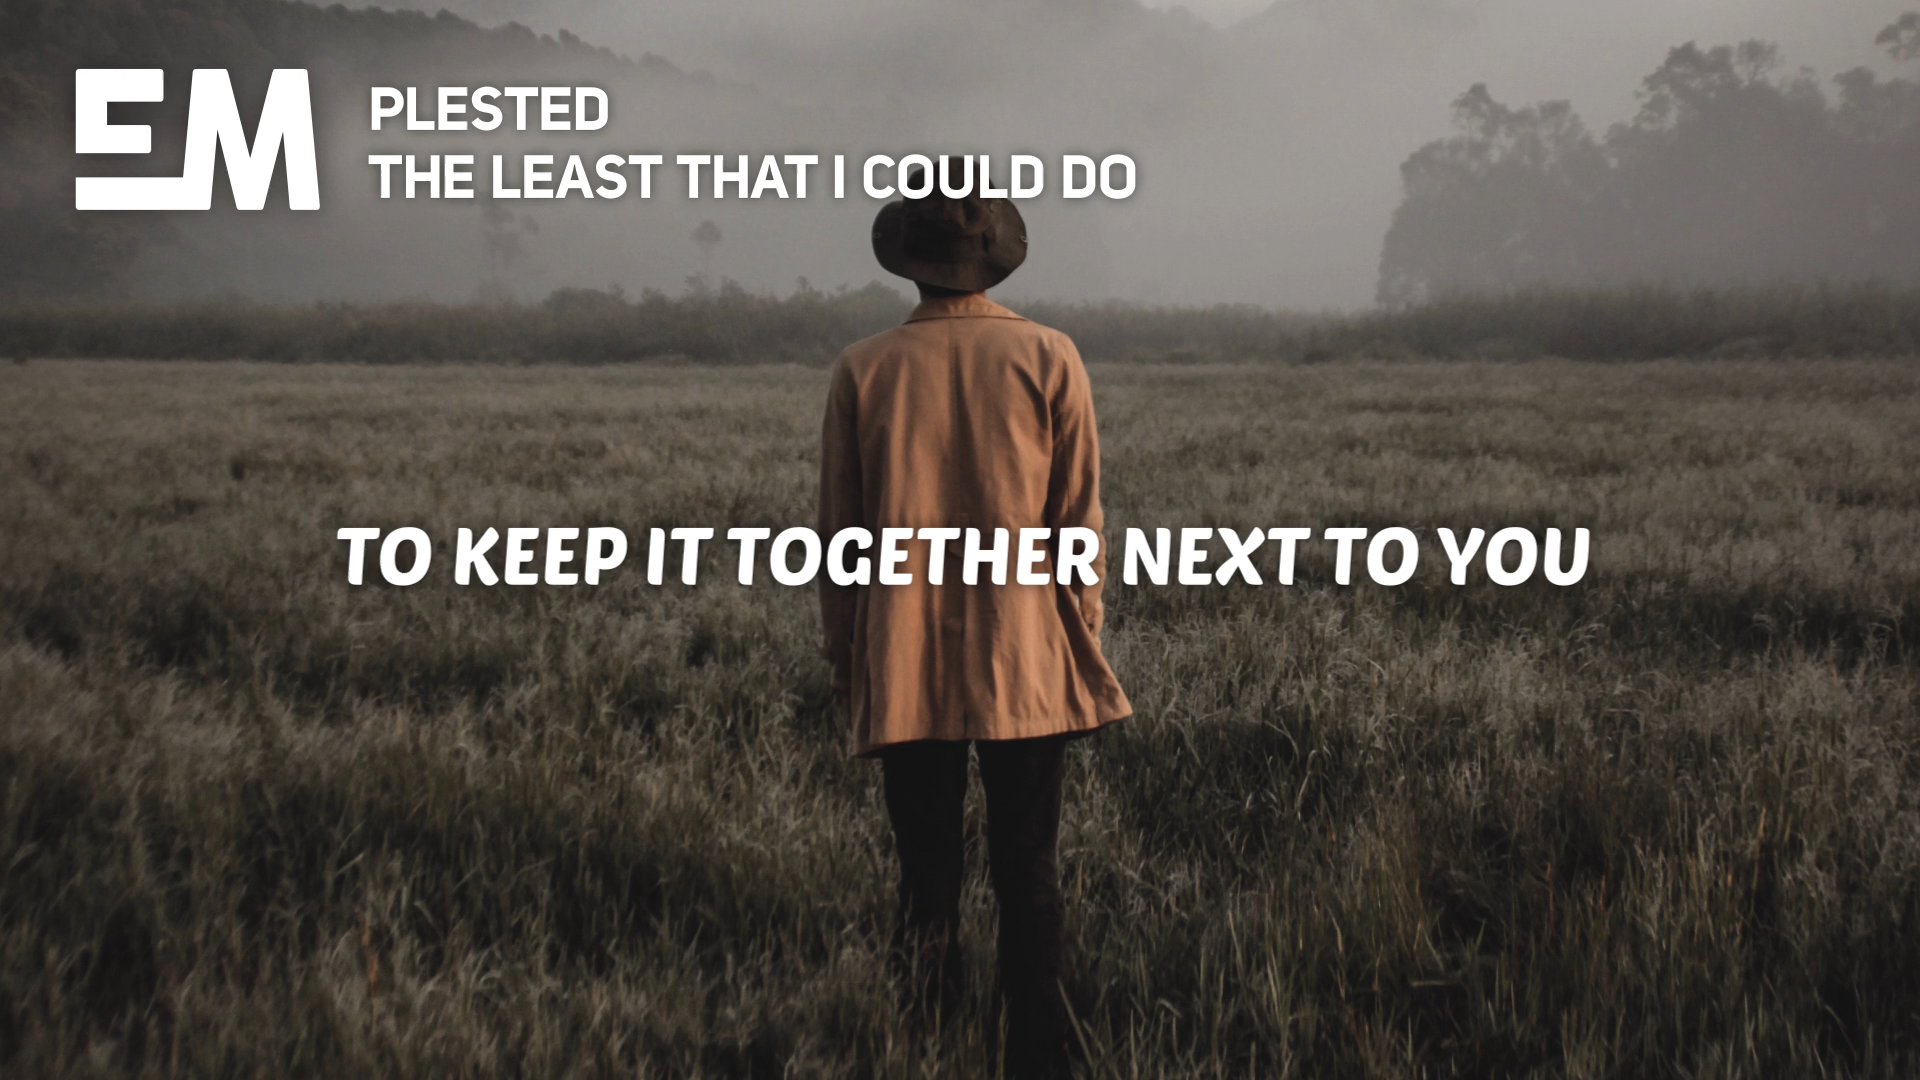 EM
PLESTED
THE LEAST THAT I COULD DO
TO KEEP IT TOGETHER NEXT TO YOU